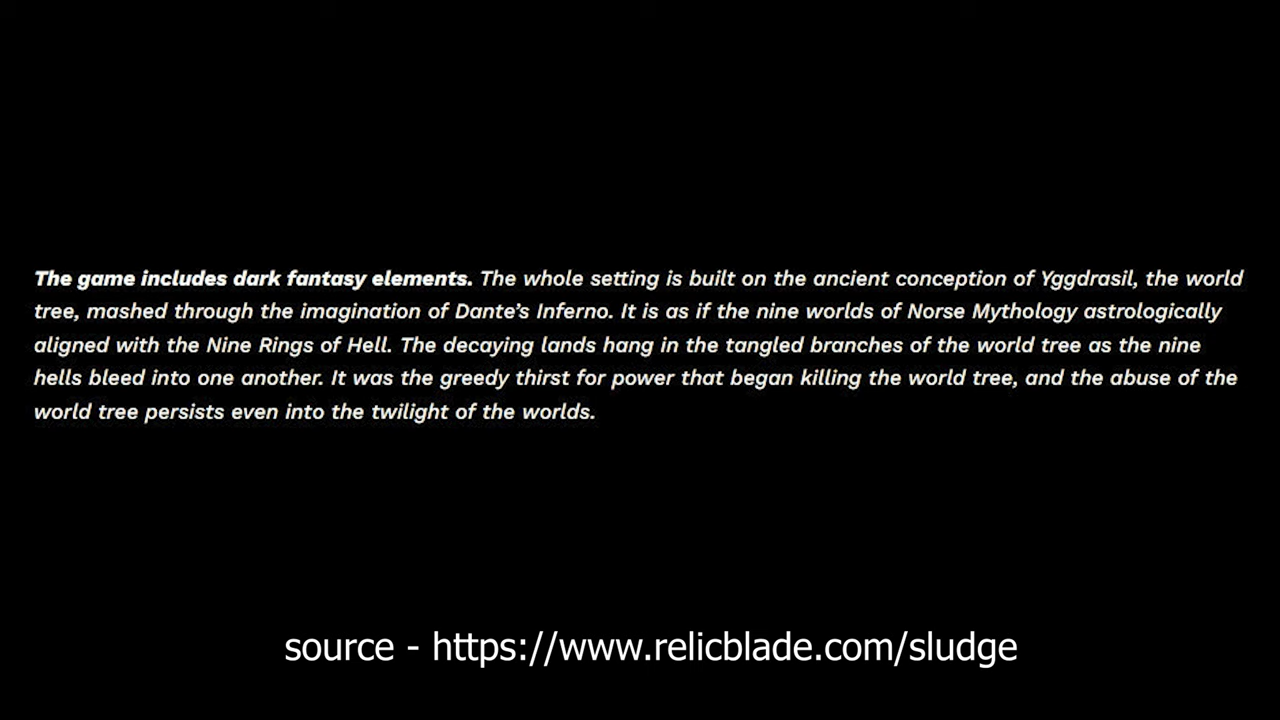 The game includes dark fantasy elements. The whole setting is built on the ancient conception of Yggdrasil, the world
tree, mashed through the imagination of Dante’s Inferno. It is as if the nine worlds of Norse Mythology astrologically
aligned with the Nine Rings of Hell. The decaying lands hang in the tangled branches of the world tree as the nine
hells bleed into one another. It was the greedy thirst for power that began killing the world tree, and the abuse of the
world tree persists even into the twilight of the worlds.
source - https://www.relicblade.com/sludge